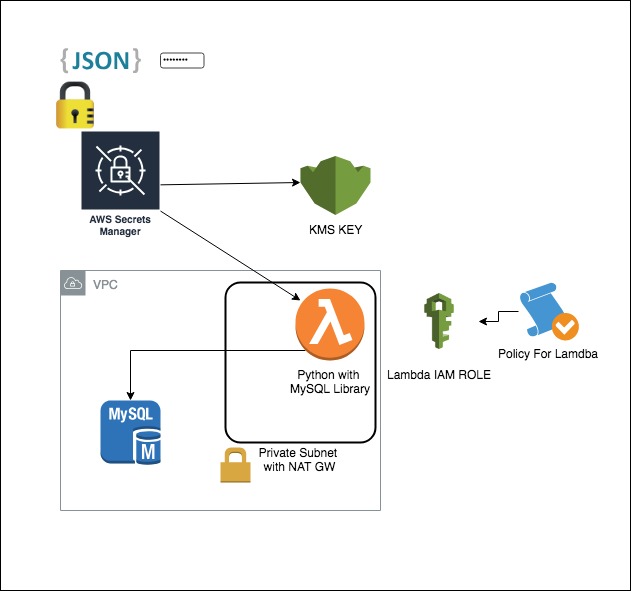 {JSON}
••••••••
AWS Secrets
Manager
KMS KEY
VPC
Python with
MySQL Library
Lambda IAM ROLE
Policy For Lamdba
MySQL
M
Private Subnet
with NAT GW